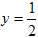 y = 1/2